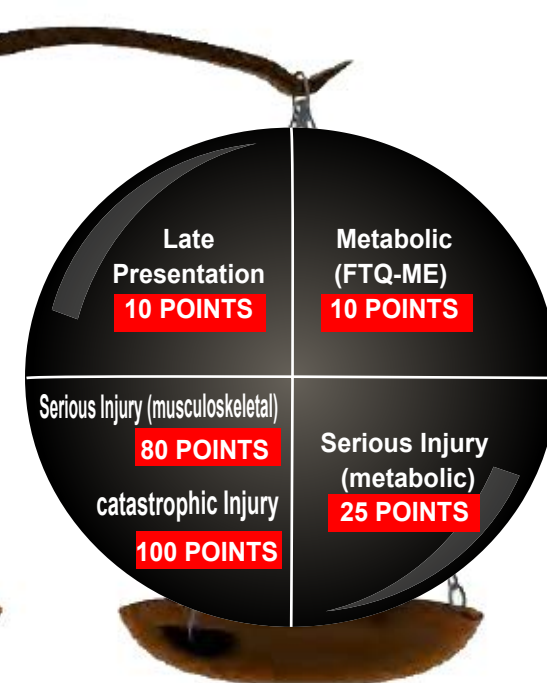 Late
Presentation
10 POINTS
Metabolic
(FTQ-ME)
10 POINTS
Serious Injury (musculoskeletal)
80 POINTS
catastrophic Injury
100 POINTS
Serious Injury
(metabolic)
25 POINTS